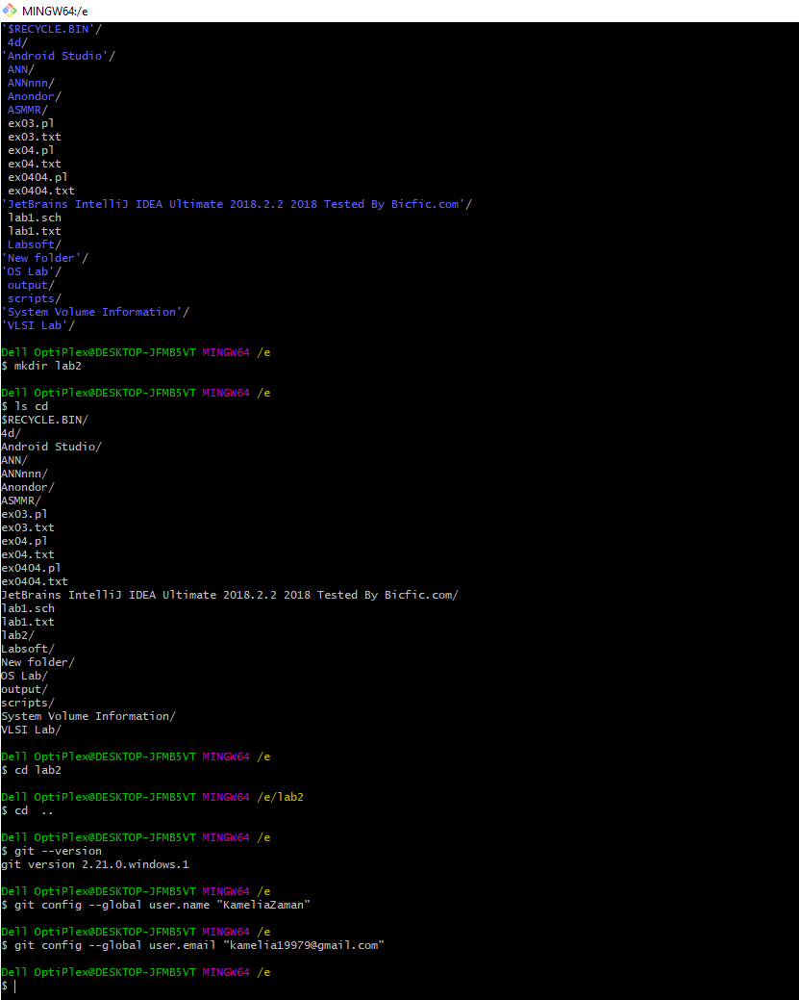 MINGW64:/e
'$RECYCLE.BIN'/
4d/
'Android Studio'/
ANN/
ANNnnn/
Anondor/
ASMMR/
ex03.pl
ex03.txt
ex04.pl
ex04.txt
ex0404.pl
ex0404.txt
'JetBrains IntelliJ IDEA Ultimate 2018.2.2 2018 Tested By Bicfic.com'/
lab1.sch
lab1.txt
Labsoft/
'New folder'/
'OS Lab'/
output/
scripts/
'System Volume Information'/
'VLSI Lab'/
Dell OptiPlex@DESKTOP-JFMB5VT MINGW64 /e
$ mkdir lab2
Dell OptiPlex@DESKTOP-JFMB5VT MINGW64 /e
$ ls cd
$RECYCLE.BIN/
4d/
Android Studio/
ANN/
ANNnnn/
Anondor/
ASMMR/
ex03.pl
ex03.txt
ex04.pl
ex04.txt
ex0404.pl
ex0404.txt
JetBrains IntelliJ IDEA Ultimate 2018.2.2 2018 Tested By Bicfic.com/
lab1.sch
lab1.txt
lab2/
Labsoft/
New folder/
OS Lab/
output/
scripts/
System Volume Information/
VLSI Lab/
Dell OptiPlex@DESKTOP-JFMB5VT MINGW64 /e
$ cd lab2
Dell OptiPlex@DESKTOP-JFMB5VT MINGW64 /e/lab2
$ cd  ..
Dell OptiPlex@DESKTOP-JFMB5VT MINGW64 /e
$ git --version
git version 2.21.0.windows.1
Dell OptiPlex@DESKTOP-JFMB5VT MINGW64 /e
$ git config --global user.name "KameliaZaman"
Dell OptiPlex@DESKTOP-JFMB5VT MINGW64 /e
$ git config --global user.email "kamelia19979@gmail.com"
Dell OptiPlex@DESKTOP-JFMB5VT MINGW64 /e
$